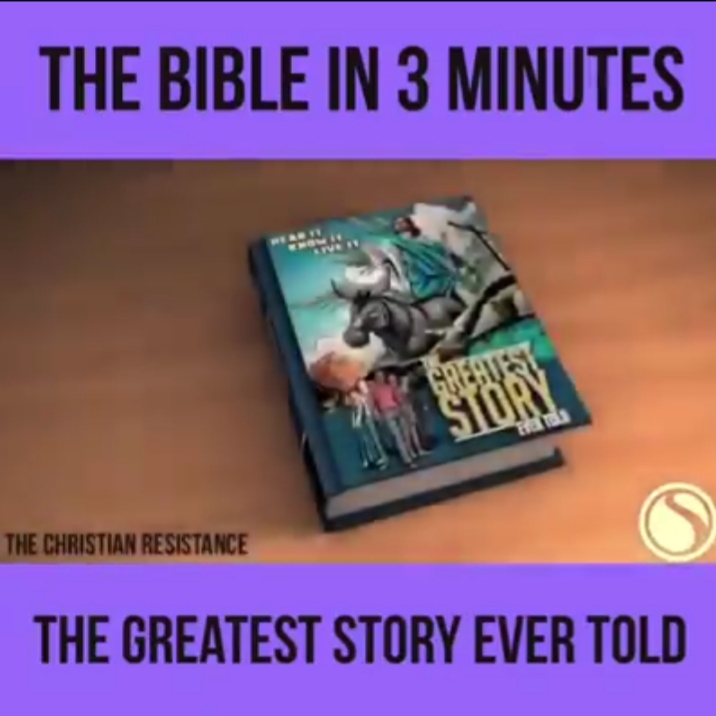 THE BIBLE IN 3 MINUTES
READ IT
KNOW IT
LIVE IT
THE
GREATEST
STORY
EVER TOLD
THE CHRISTIAN RESISTANCE
THE GREATEST STORY EVER TOLD